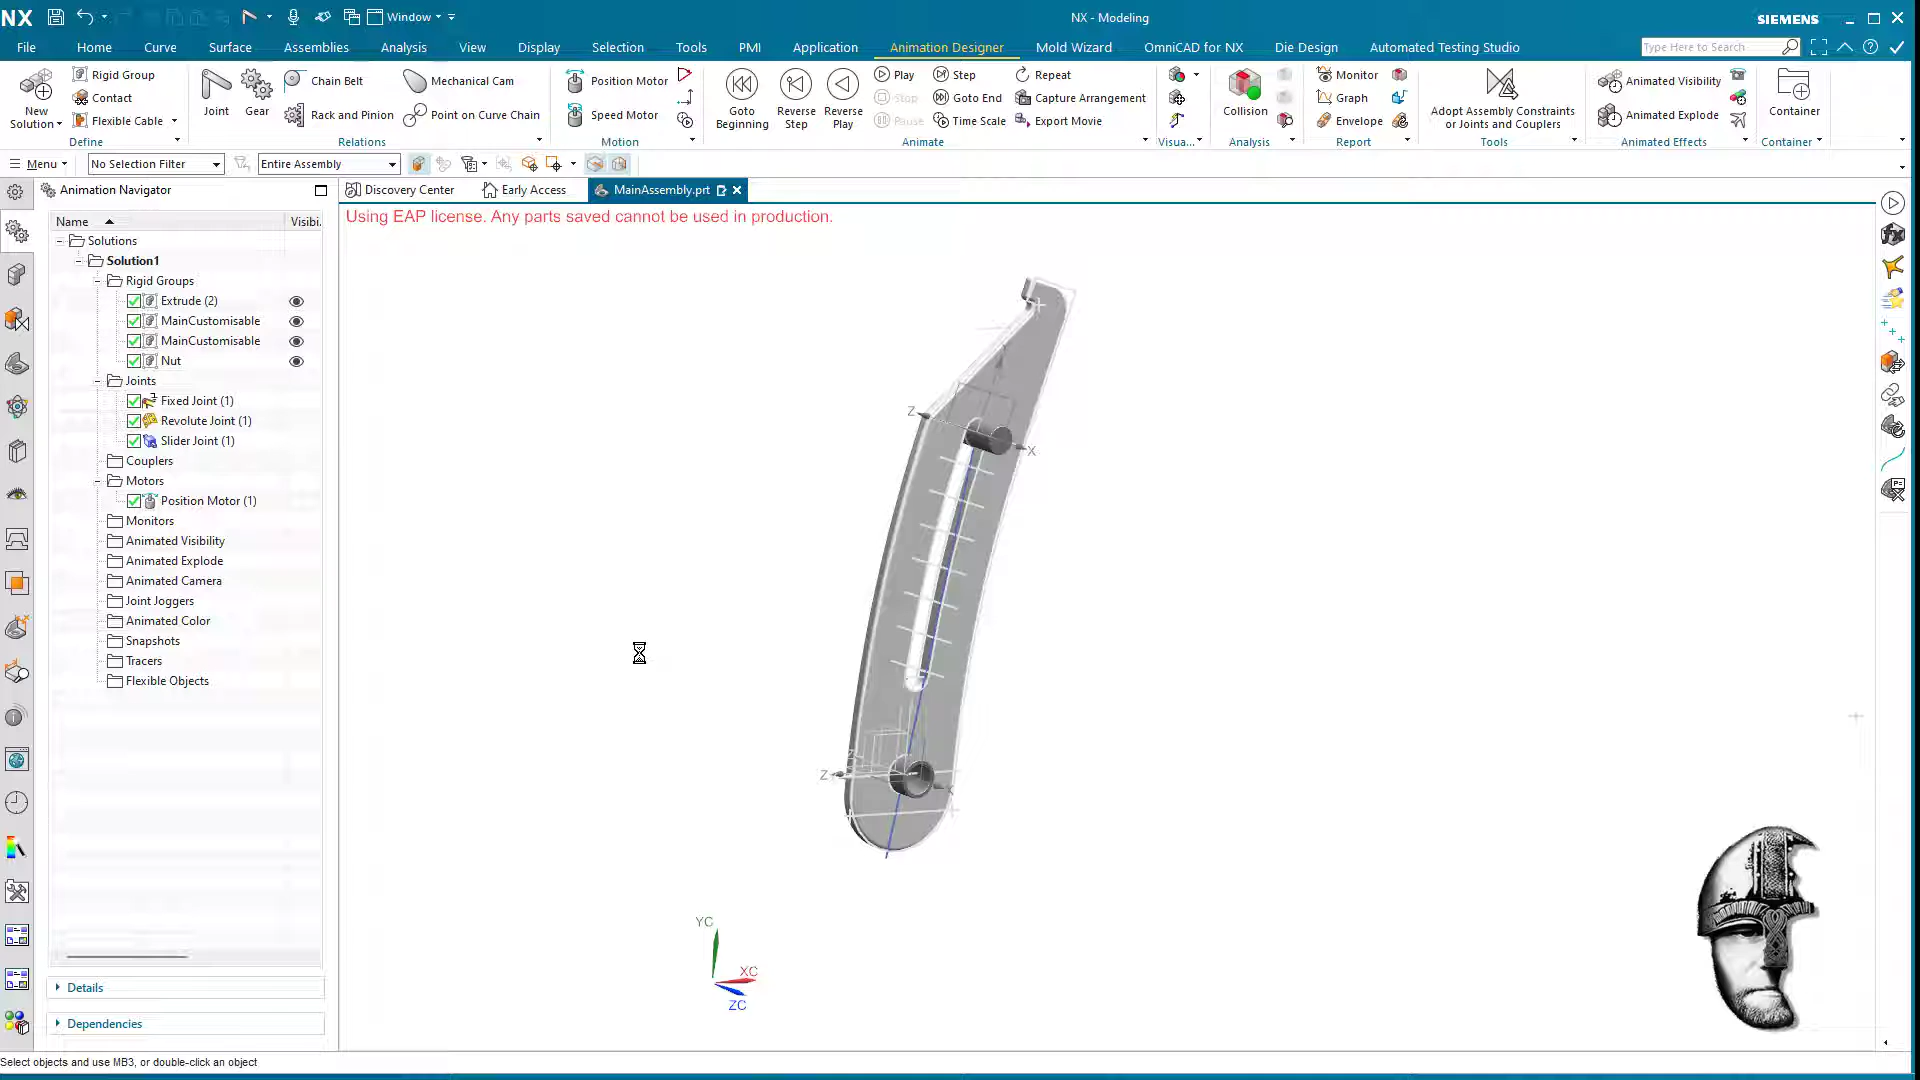 NX
Window
NX - Modeling
SIEMENS
File
Home
Curve
Surface
Assemblies
Analysis
View
Display
Selection
Tools
PMI
Application
Animation Designer
Mold Wizard
OmniCAD for NX
Die Design
Automated Testing Studio
Type Here to Search
New
Solution
Rigid Group
Contact
Flexible Cable
Define
Joint
Gear
Chain Belt
Rack and Pinion
Mechanical Cam
Point on Curve Chain
Relations
Position Motor
Speed Motor
Motion
Goto
Beginning
Reverse
Step
Reverse
Play
Play
Stop
Pause
Step
Goto End
Time Scale
Repeat
Capture Arrangement
Export Movie
Animate
Visua...
Collision
Analysis
Monitor
Graph
Envelope
Report
Adopt Assembly Constraints
or Joints and Couplers
Tools
Animated Visibility
Animated Explode
Animated Effects
Container
Container
Menu
No Selection Filter
Entire Assembly
Animation Navigator
Discovery Center
Early Access
MainAssembly.prt
Using EAP license. Any parts saved cannot be used in production.
Name
Visibi.
Solutions
Solution1
Rigid Groups
Extrude (2)
MainCustomisable
MainCustomisable
Nut
Joints
Fixed Joint (1)
Revolute Joint (1)
Slider Joint (1)
Couplers
Motors
Position Motor (1)
Monitors
Animated Visibility
Animated Explode
Animated Camera
Joint Joggers
Animated Color
Snapshots
Tracers
Flexible Objects
Details
Dependencies
Z
X
Z
X
YC
XC
ZC
Select objects and use MB3, or double-click an object